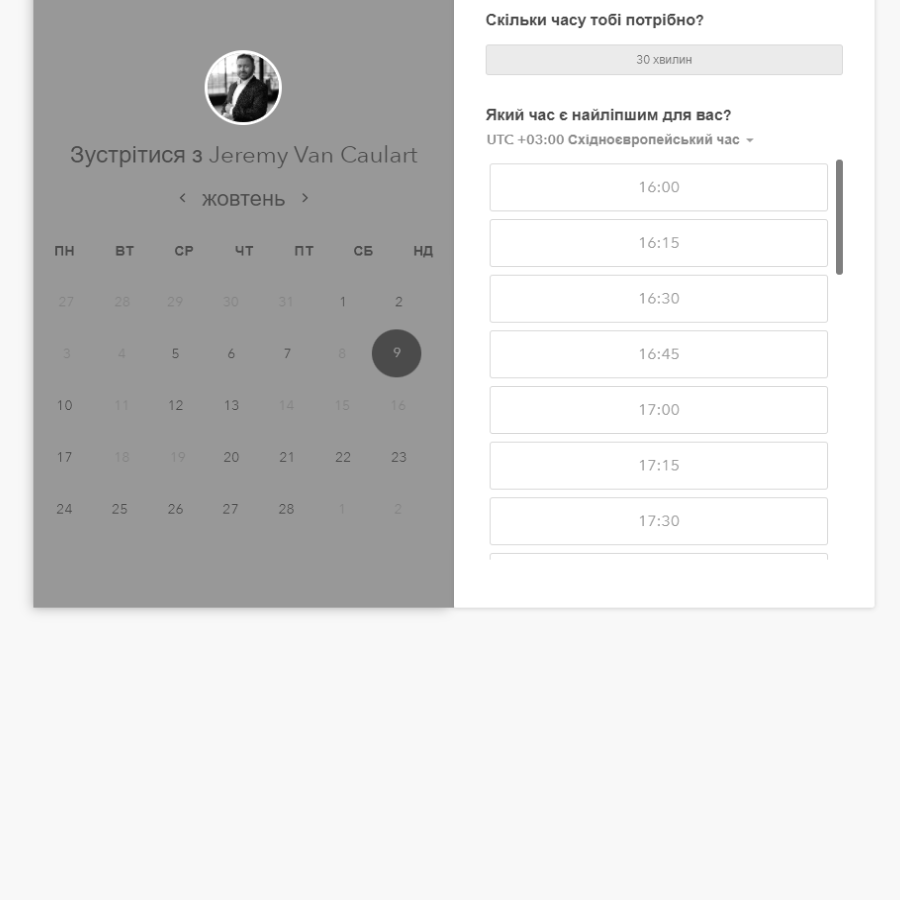 Зустрітися з Jeremy Van Caulart
жовтень
ПН ВТ СР ЧТ ПТ СБ НД
27 28 29 30 31 1 2
3 4 5 6 7 8 9
10 11 12 13 14 15 16
17 18 19 20 21 22 23
24 25 26 27 28 1 2
Скільки часу тобі потрібно?
30 хвилин
Який час є найліпшим для вас?
UTC +03:00 Східноєвропейський час
16:00
16:15
16:30
16:45
17:00
17:15
17:30